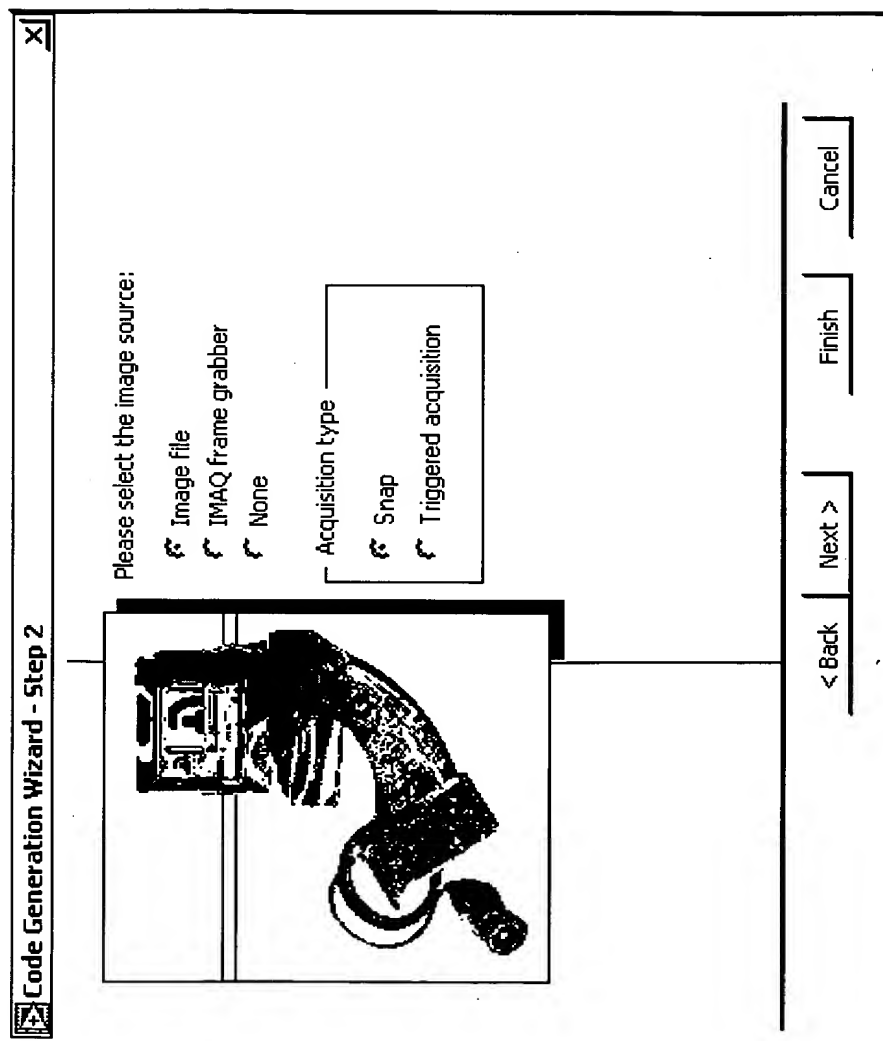 Code Generation Wizard - Step 2
Please select the image source:
Image file
IMAQ frame grabber
None
Acquisition type
Snap
Triggered acquisition
< Back
Next >
Finish
Cancel